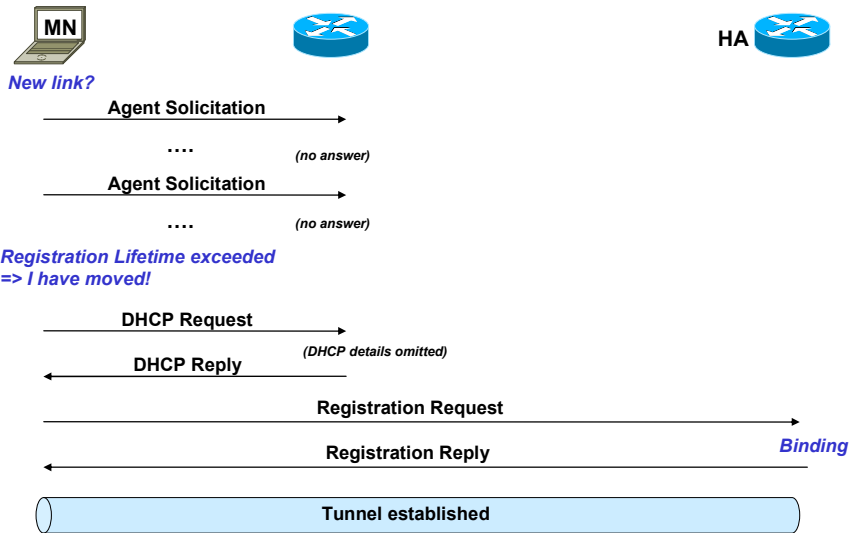 MN
HA
New link?
Agent Solicitation
....
(no answer)
Agent Solicitation
....
(no answer)
Registration Lifetime exceeded
=> I have moved!
DHCP Request
(DHCP details omitted)
DHCP Reply
Registration Request
Binding
Registration Reply
Tunnel established